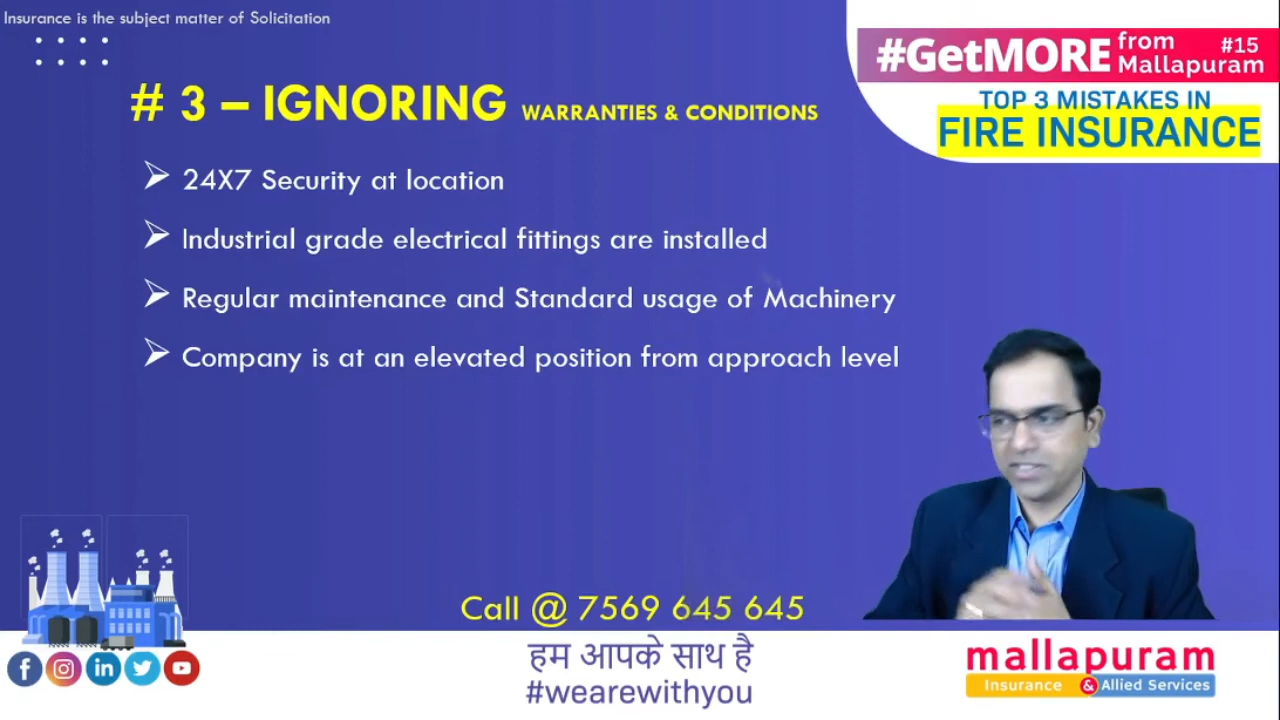 Insurance is the subject matter of Solicitation
#GetMORE from Mallapuram #15
TOP 3 MISTAKES IN
FIRE INSURANCE
# 3 – IGNORING WARRANTIES & CONDITIONS
24X7 Security at location
Industrial grade electrical fittings are installed
Regular maintenance and Standard usage of Machinery
Company is at an elevated position from approach level
Call @ 7569 645 645
हम आपके साथ है
#wearewithyou
mallapuram
Insurance & Allied Services